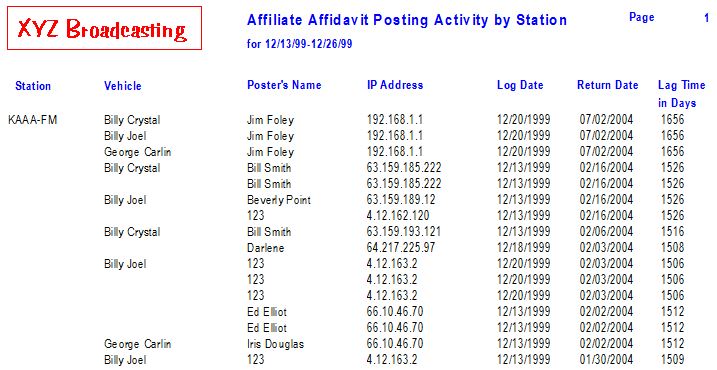 XYZ Broadcasting
Affiliate Affidavit Posting Activity by Station Page 1
for 12/13/99-12/26/99
Station Vehicle Poster's Name IP Address Log Date Return Date Lag Time
in Days
KAAA-FM Billy Crystal Jim Foley 192.168.1.1 12/20/1999 07/02/2004 1656
Billy Joel Jim Foley 192.168.1.1 12/20/1999 07/02/2004 1656
George Carlin Jim Foley 192.168.1.1 12/20/1999 07/02/2004 1656
Billy Crystal Bill Smith 63.159.185.222 12/13/1999 02/16/2004 1526
Bill Smith 63.159.185.222 12/13/1999 02/16/2004 1526
Billy Joel Beverly Point 63.159.189.12 12/13/1999 02/16/2004 1526
123 4.12.162.120 12/13/1999 02/16/2004 1526
Billy Crystal Bill Smith 63.159.193.121 12/13/1999 02/06/2004 1516
Darlene 64.217.225.97 12/18/1999 02/03/2004 1508
Billy Joel 123 4.12.163.2 12/20/1999 02/03/2004 1506
123 4.12.163.2 12/20/1999 02/03/2004 1506
123 4.12.163.2 12/20/1999 02/03/2004 1506
Ed Elliot 66.10.46.70 12/13/1999 02/02/2004 1512
Ed Elliot 66.10.46.70 12/13/1999 02/02/2004 1512
George Carlin Iris Douglas 66.10.46.70 12/13/1999 02/02/2004 1512
Billy Joel 123 4.12.163.2 12/13/1999 01/30/2004 1509